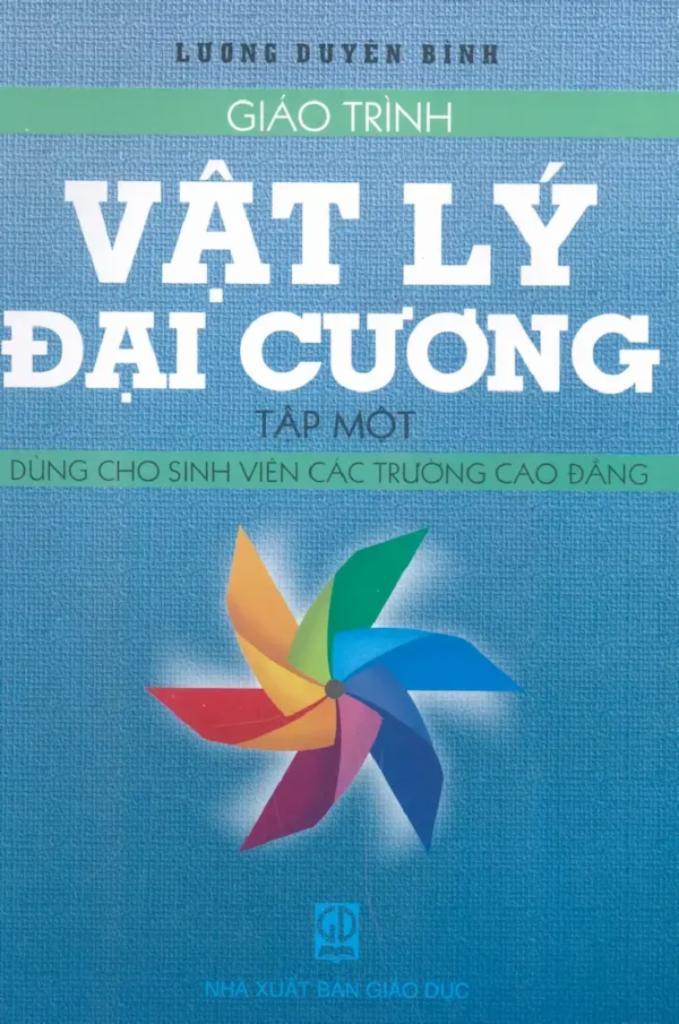 LƯƠNG DUYÊN BÌNH
GIÁO TRÌNH
VẬT LÝ
ĐẠI CƯƠNG
TẬP MỘT
DÙNG CHO SINH VIÊN CÁC TRƯỜNG CAO ĐẲNG
GD
NHÀ XUẤT BẢN GIÁO DỤC